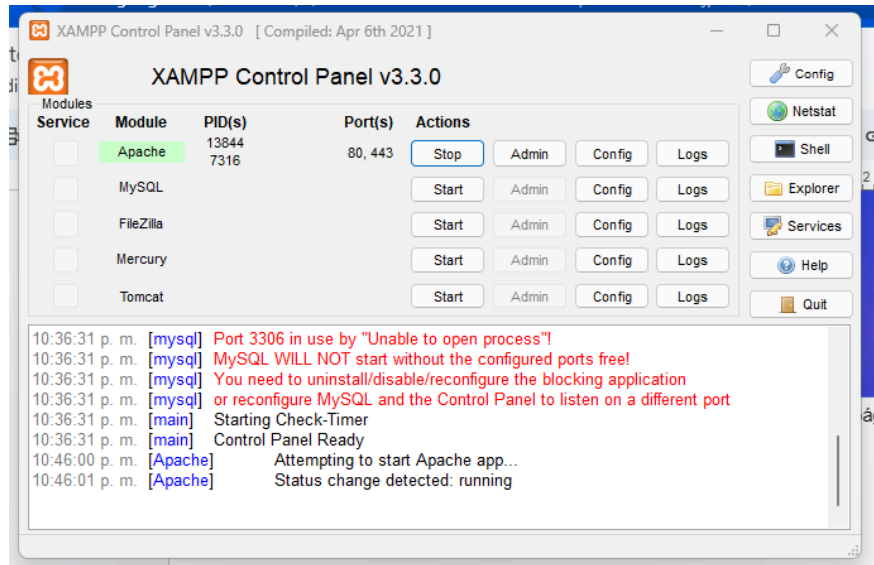 XAMPP Control Panel v3.3.0 [ Compiled: Apr 6th 2021 ]
XAMPP Control Panel v3.3.0
Config
Modules
Service Module PID(s) Port(s) Actions
Netstat
Apache 13844 7316 80, 443 Stop Admin Config Logs
Shell
MySQL Start Admin Config Logs
Explorer
FileZilla Start Admin Config Logs
Services
Mercury Start Admin Config Logs
Help
Tomcat Start Admin Config Logs
Quit
10:36:31 p. m. [mysql] Port 3306 in use by "Unable to open process"!
10:36:31 p. m. [mysql] MySQL WILL NOT start without the configured ports free!
10:36:31 p. m. [mysql] You need to uninstall/disable/reconfigure the blocking application
10:36:31 p. m. [mysql] or reconfigure MySQL and the Control Panel to listen on a different port
10:36:31 p. m. [main] Starting Check-Timer
10:36:31 p. m. [main] Control Panel Ready
10:46:00 p. m. [Apache] Attempting to start Apache app...
10:46:01 p. m. [Apache] Status change detected: running